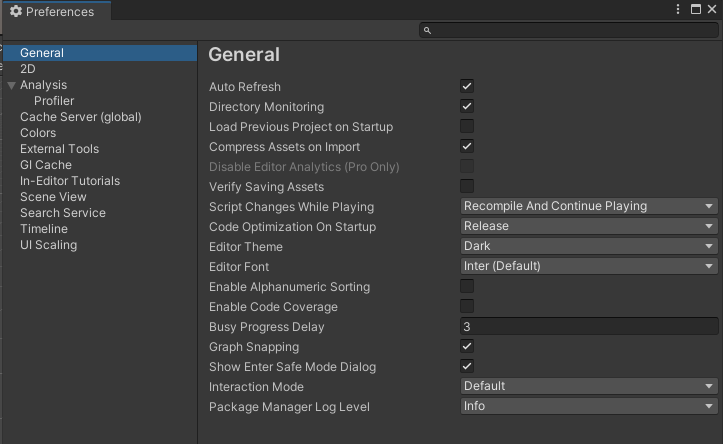 Preferences
General
2D
Analysis
Profiler
Cache Server (global)
Colors
External Tools
GI Cache
In-Editor Tutorials
Scene View
Search Service
Timeline
UI Scaling
General
Auto Refresh
Directory Monitoring
Load Previous Project on Startup
Compress Assets on Import
Disable Editor Analytics (Pro Only)
Verify Saving Assets
Script Changes While Playing Recompile And Continue Playing
Code Optimization On Startup Release
Editor Theme Dark
Editor Font Inter (Default)
Enable Alphanumeric Sorting
Enable Code Coverage
Busy Progress Delay 3
Graph Snapping
Show Enter Safe Mode Dialog
Interaction Mode Default
Package Manager Log Level Info